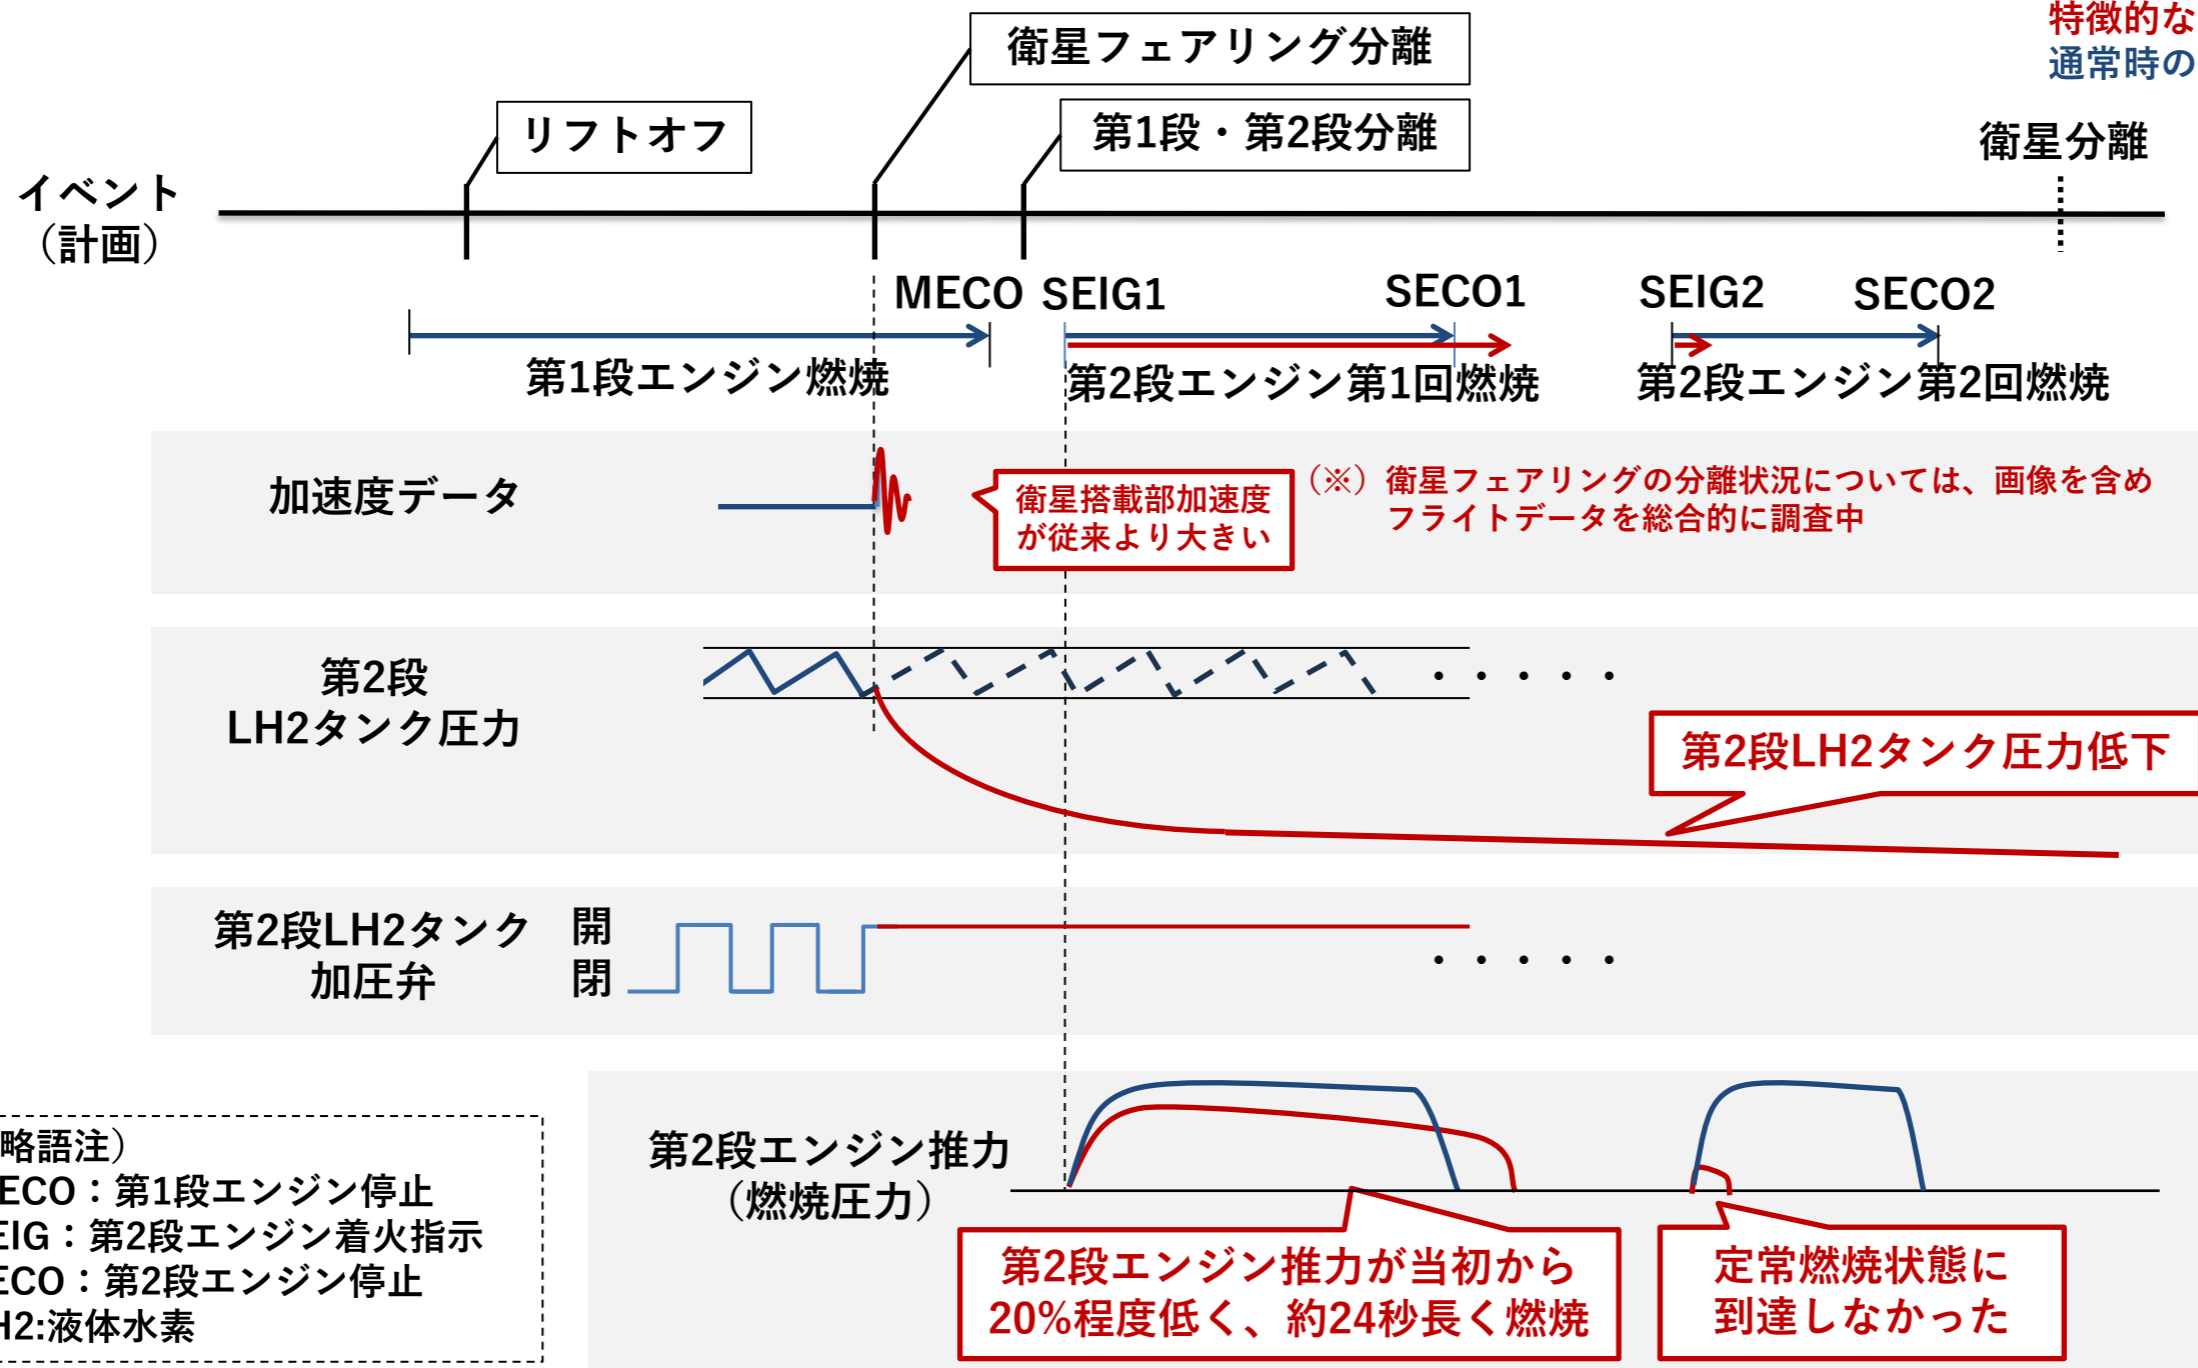 特徴的な
通常時の
衛星フェアリング分離
リフトオフ
第1段・第2段分離
衛星分離
イベント
（計画）
MECO SEIG1 SECO1 SEIG2 SECO2
第1段エンジン燃焼
第2段エンジン第1回燃焼
第2段エンジン第2回燃焼
加速度データ
衛星搭載部加速度
が従来より大きい
（※）衛星フェアリングの分離状況については、画像を含め
フライトデータを総合的に調査中
第2段
LH2タンク圧力
・・・・・
第2段LH2タンク圧力低下
第2段LH2タンク
加圧弁
開
閉
・・・・・
第2段エンジン推力
（燃焼圧力）
第2段エンジン推力が当初から
20%程度低く、約24秒長く燃焼
定常燃焼状態に
到達しなかった
略語注）
ECO：第1段エンジン停止
EIG：第2段エンジン着火指示
ECO：第2段エンジン停止
H2:液体水素